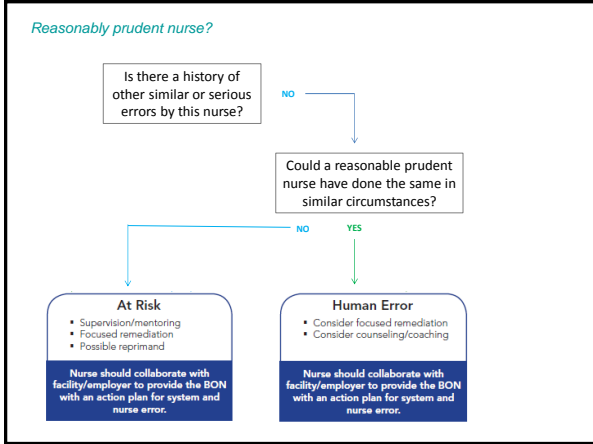 Reasonably prudent nurse?
Is there a history of
other similar or serious
errors by this nurse?
NO
Could a reasonable prudent
nurse have done the same in
similar circumstances?
NO
YES
At Risk
▪ Supervision/mentoring
▪ Focused remediation
▪ Possible reprimand
Nurse should collaborate with
facility/employer to provide the BON
with an action plan for system and
nurse error.
Human Error
▪ Consider focused remediation
▪ Consider counseling/coaching
Nurse should collaborate with
facility/employer to provide the BON
with an action plan for system and
nurse error.